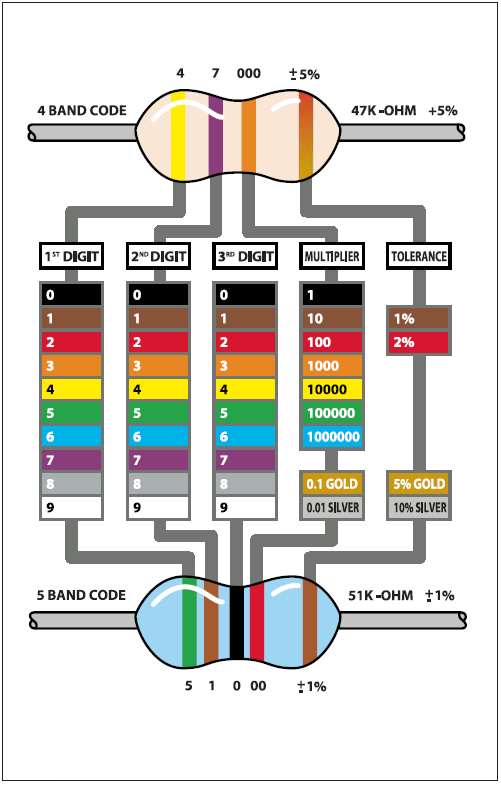 4 7 000 ±5%
4 BAND CODE 47K-OHM +5%
1ST DIGIT 2ND DIGIT 3RD DIGIT MULTIPLIER TOLERANCE
0 0 0 1
1 1 1 10 1%
2 2 2 100 2%
3 3 3 1000
4 4 4 10000
5 5 5 100000
6 6 6 1000000
7 7 7
8 8 8 0.1 GOLD 5% GOLD
9 9 9 0.01 SILVER 10% SILVER
5 BAND CODE 51K-OHM ±1%
5 1 0 00 ±1%